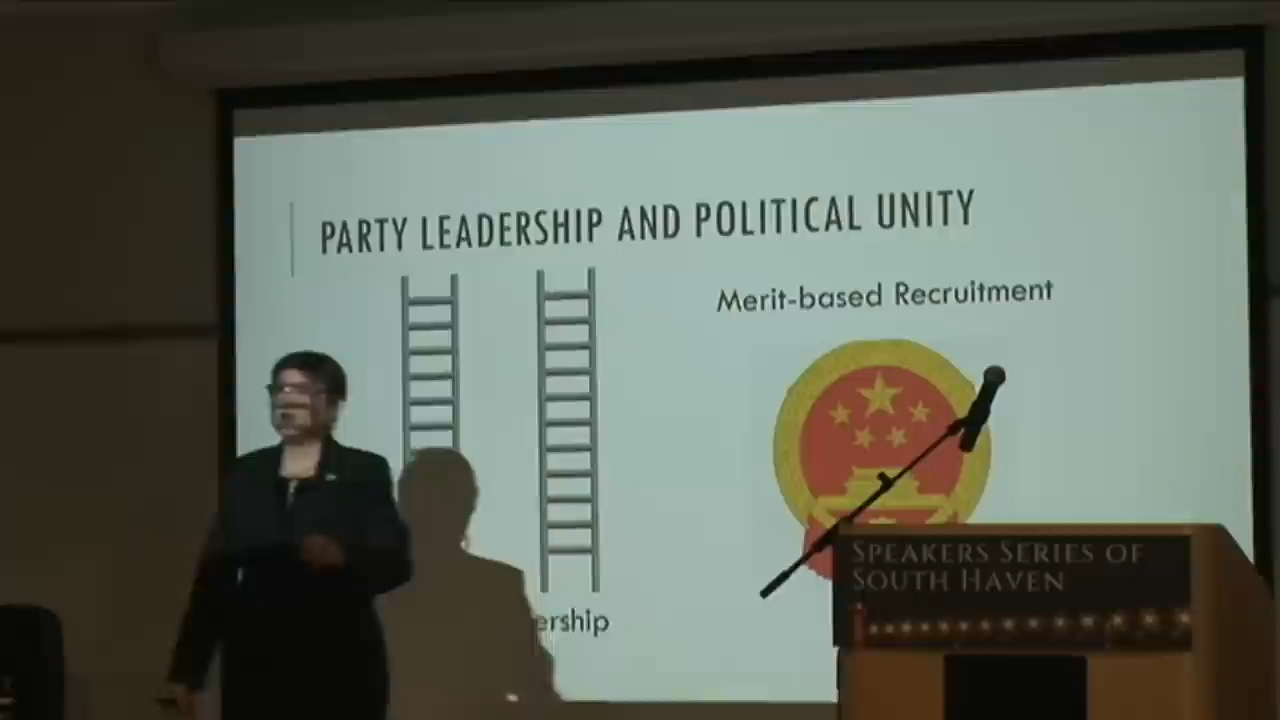 PARTY LEADERSHIP AND POLITICAL UNITY
Merit-based Recruitment
ership
SPEAKERS SERIES OF
SOUTH HAVEN